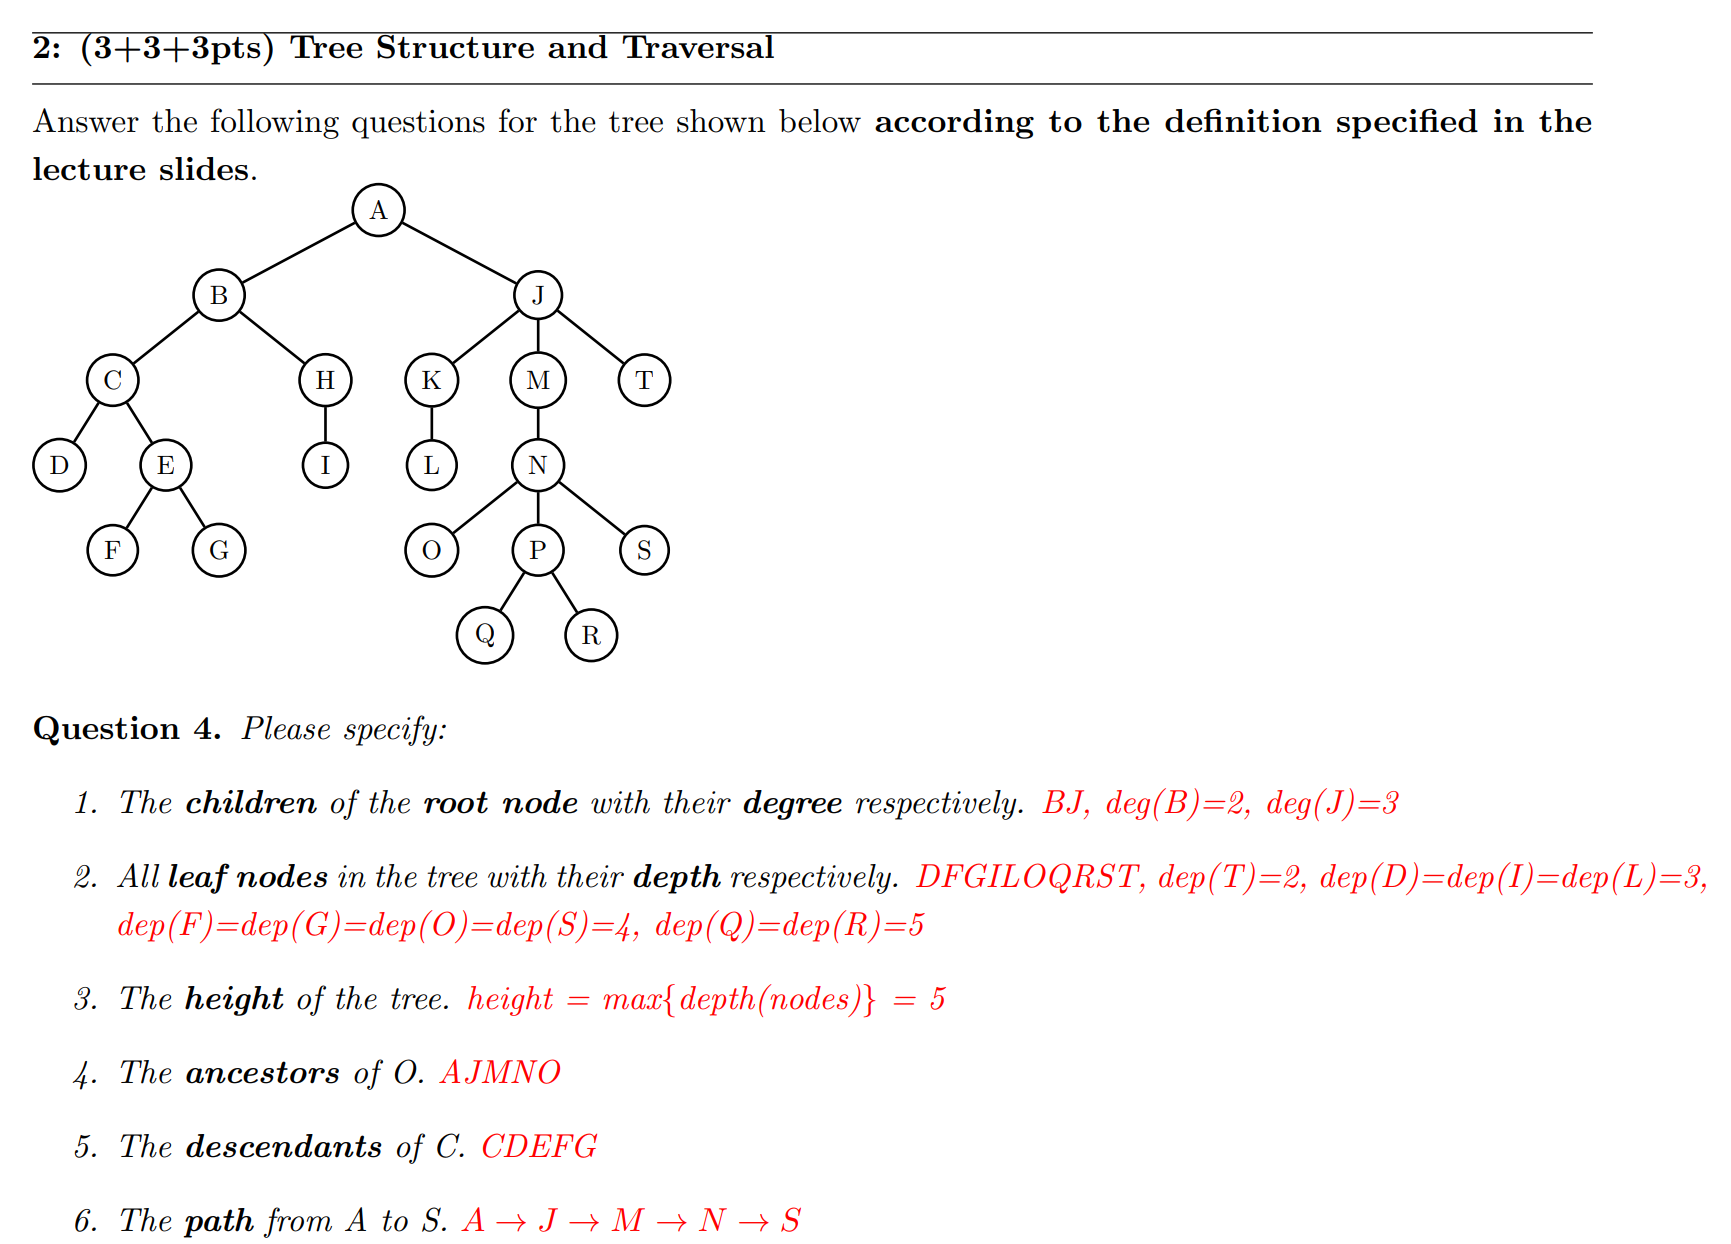 2: (3+3+3pts) Tree Structure and Traversal
Answer the following questions for the tree shown below according to the definition specified in the
lecture slides.
A
B J
C H K M T
D E I L N
F G O P S
Q R
Question 4. Please specify:
1. The children of the root node with their degree respectively. BJ, deg(B)=2, deg(J)=3
2. All leaf nodes in the tree with their depth respectively. DFGILOQRST, dep(T)=2, dep(D)=dep(I)=dep(L)=3,
dep(F)=dep(G)=dep(O)=dep(S)=4, dep(Q)=dep(R)=5
3. The height of the tree. height = max{depth(nodes)} = 5
4. The ancestors of O. AJMNO
5. The descendants of C. CDEFG
6. The path from A to S. A → J → M → N → S